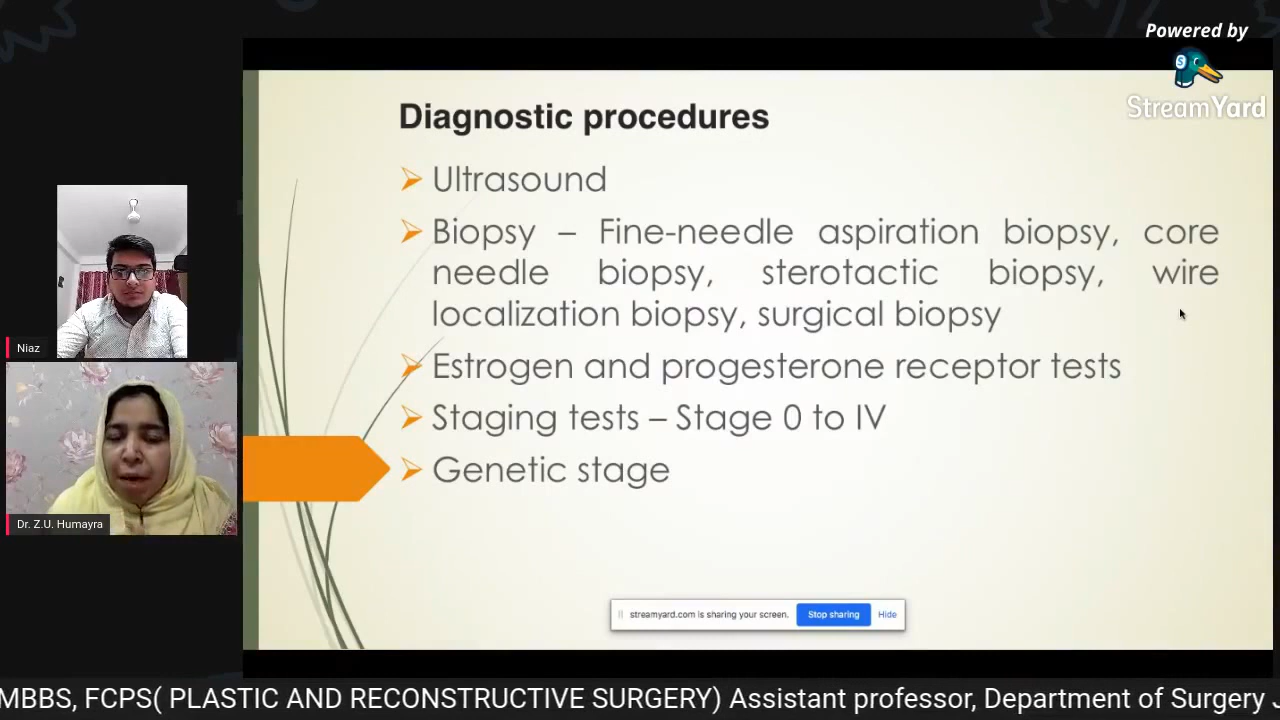 Powered by
StreamYard
Diagnostic procedures
Ultrasound
Biopsy – Fine-needle aspiration biopsy, core
needle biopsy, sterotactic biopsy, wire
localization biopsy, surgical biopsy
Estrogen and progesterone receptor tests
Staging tests – Stage 0 to IV
Genetic stage
Niaz
Dr. Z.U. Humayra
streamyard.com is sharing your screen. Stop sharing Hide
MBBS, FCPS( PLASTIC AND RECONSTRUCTIVE SURGERY) Assistant professor, Department of Surgery